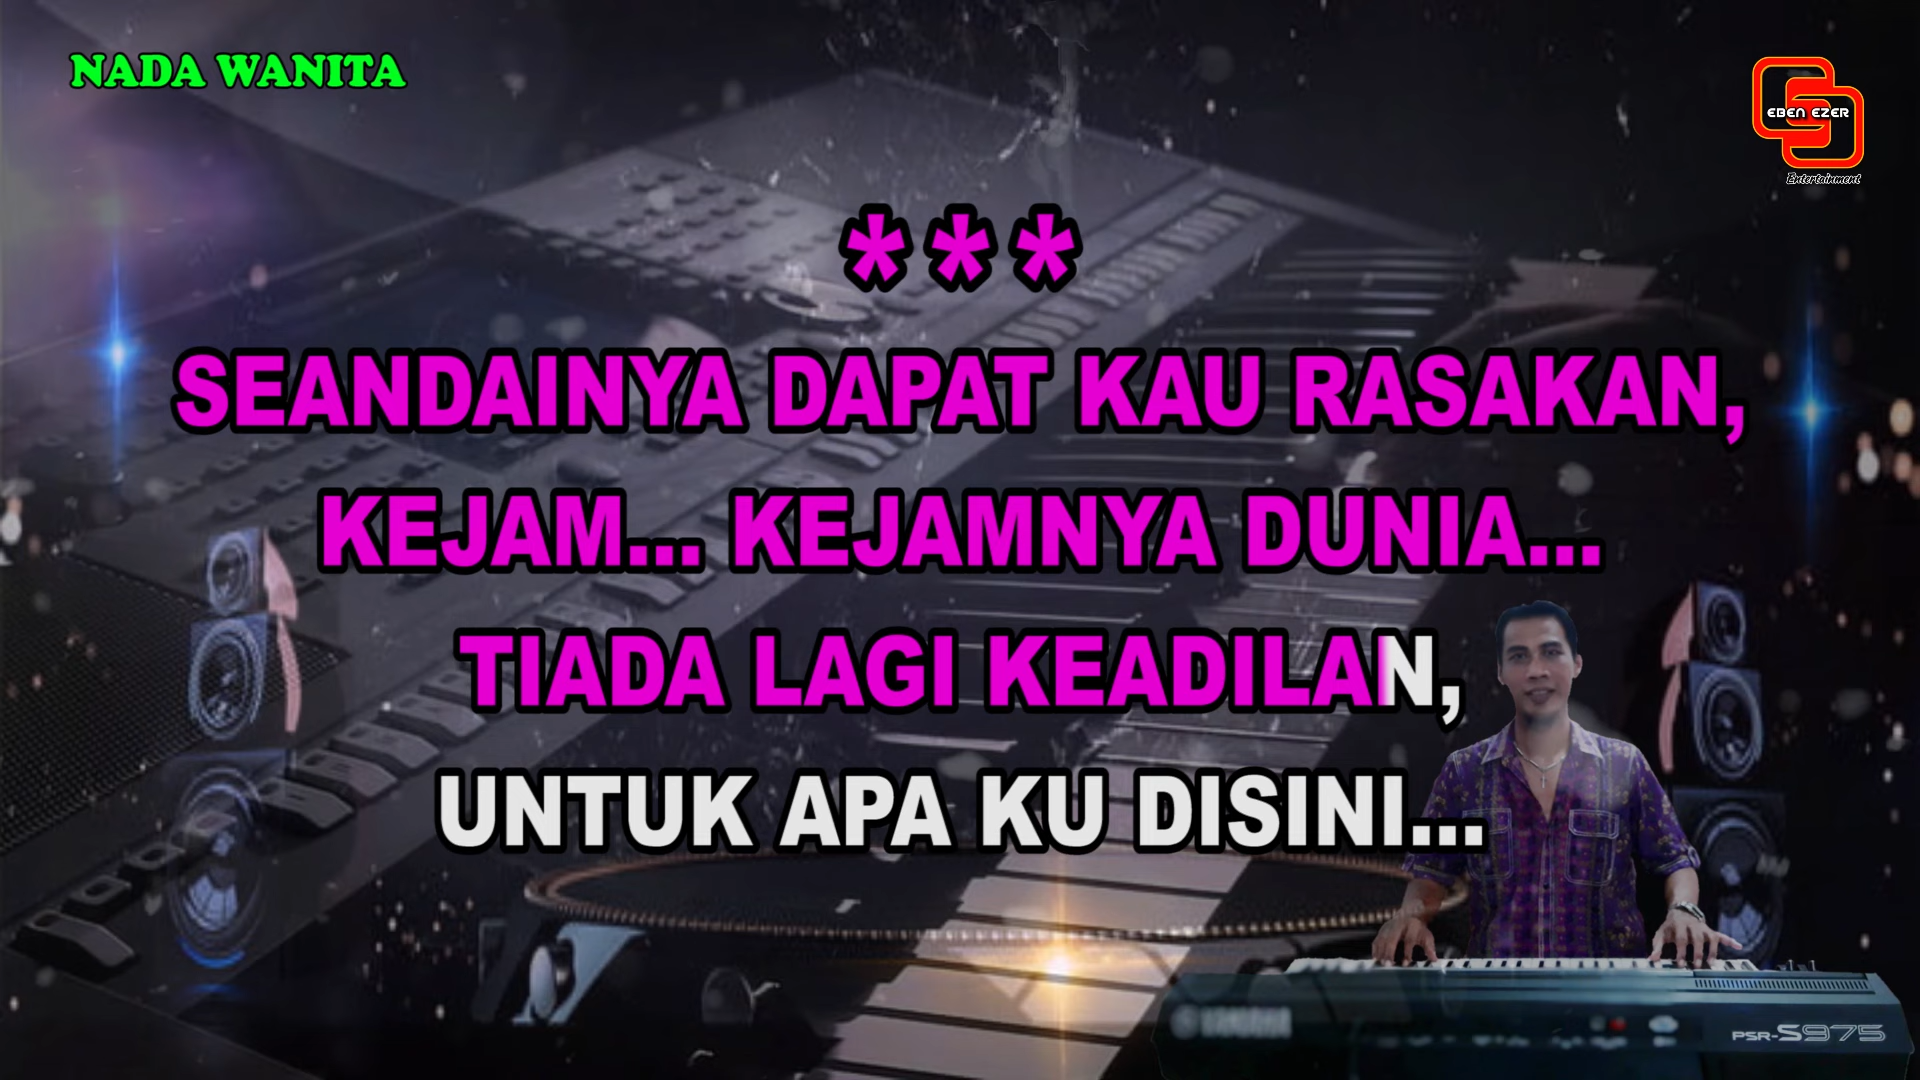 NADA WANITA
EBEN EZER
Entertainment
***
SEANDAINYA DAPAT KAU RASAKAN,
KEJAM... KEJAMNYA DUNIA...
TIADA LAGI KEADILAN,
UNTUK APA KU DISINI...
PSR-S975